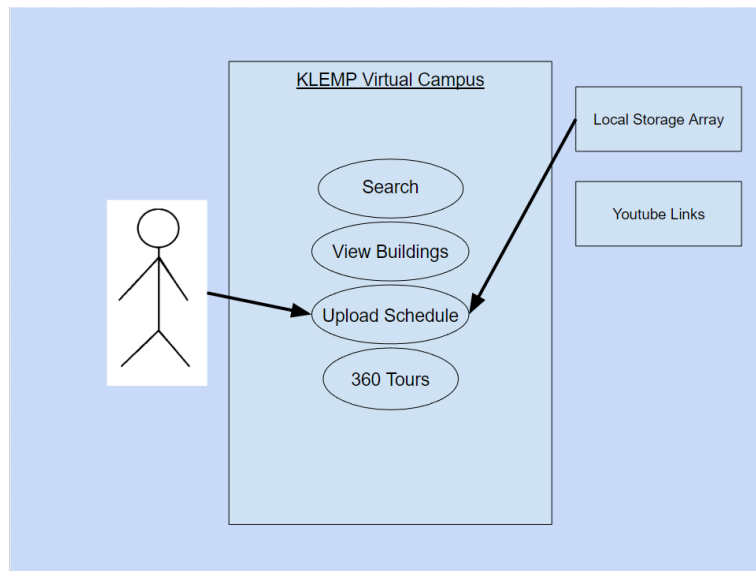 KLEMP Virtual Campus
Search
View Buildings
Upload Schedule
360 Tours
Local Storage Array
Youtube Links